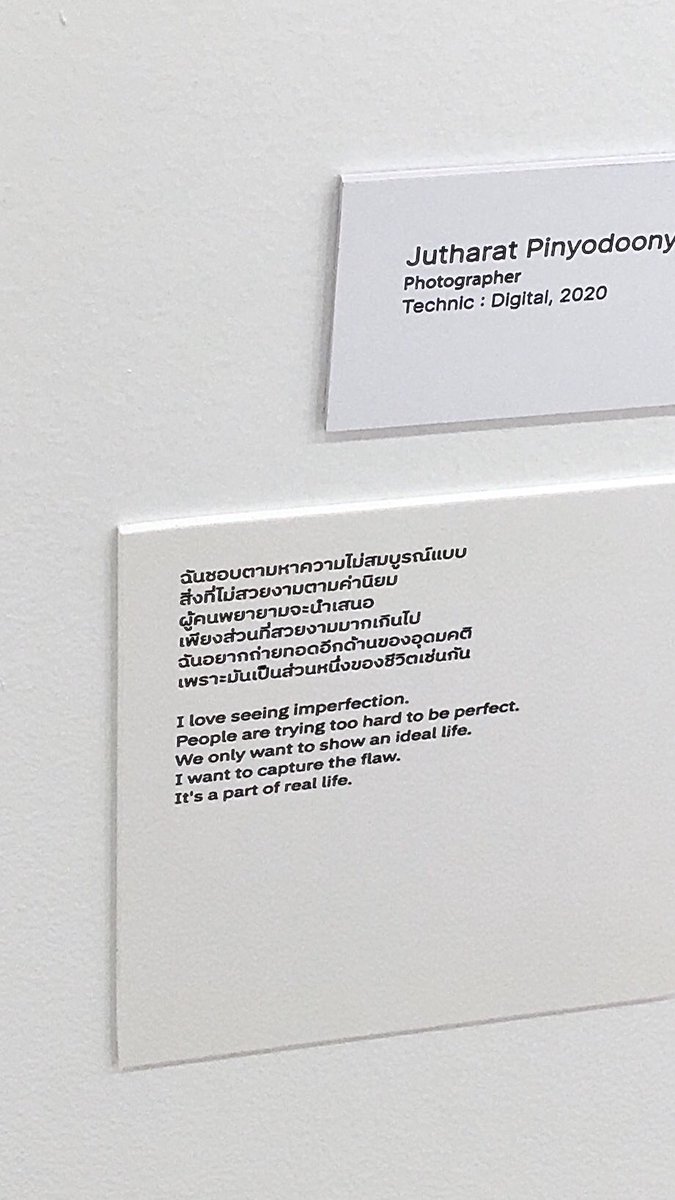 Jutharat Pinyodoony
Photographer
Technic : Digital, 2020
ฉันชอบตามหาความไม่สมบูรณ์แบบ
สิ่งที่ไม่สวยงามตามค่านิยม
ผู้คนพยายามจะนำเสนอ
เพียงส่วนที่สวยงามมากเกินไป
ฉันอยากถ่ายทอดอีกด้านของอุดมคติ
เพราะมันเป็นส่วนหนึ่งของชีวิตเช่นกัน
I love seeing imperfection.
People are trying too hard to be perfect.
We only want to show an ideal life.
I want to capture the flaw.
It's a part of real life.